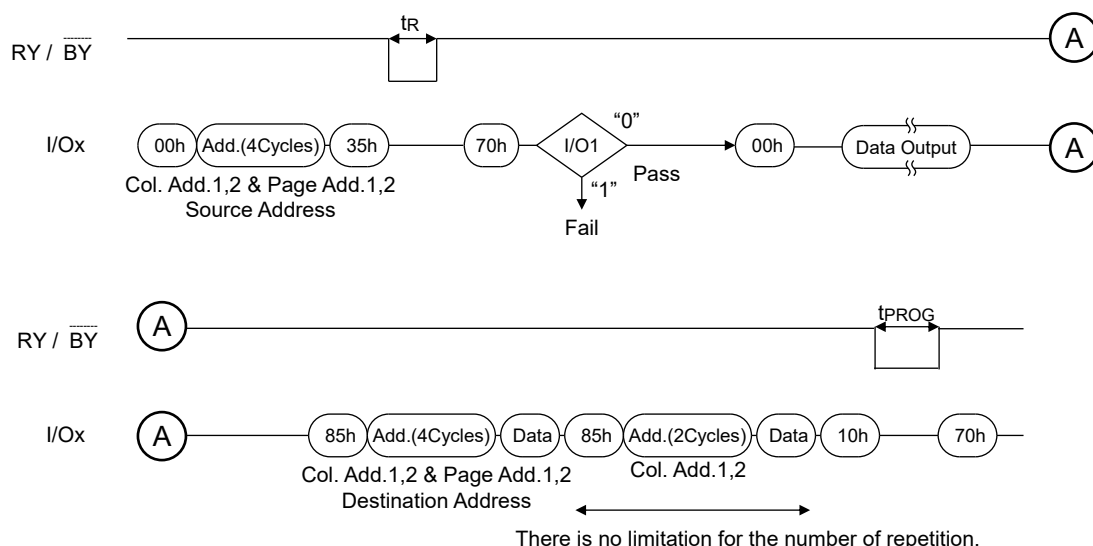 tR
RY / BY
A
I/Ox
00h Add.(4Cycles) 35h 70h I/O1 "0" 00h Data Output A
Pass
"1"
Col. Add.1,2 & Page Add.1,2
Source Address
Fail
A
tPROG
RY / BY
I/Ox
A 85h Add.(4Cycles) Data 85h Add.(2Cycles) Data 10h 70h
Col. Add.1,2 & Page Add.1,2
Col. Add.1,2
Destination Address
There is no limitation for the number of repetition.